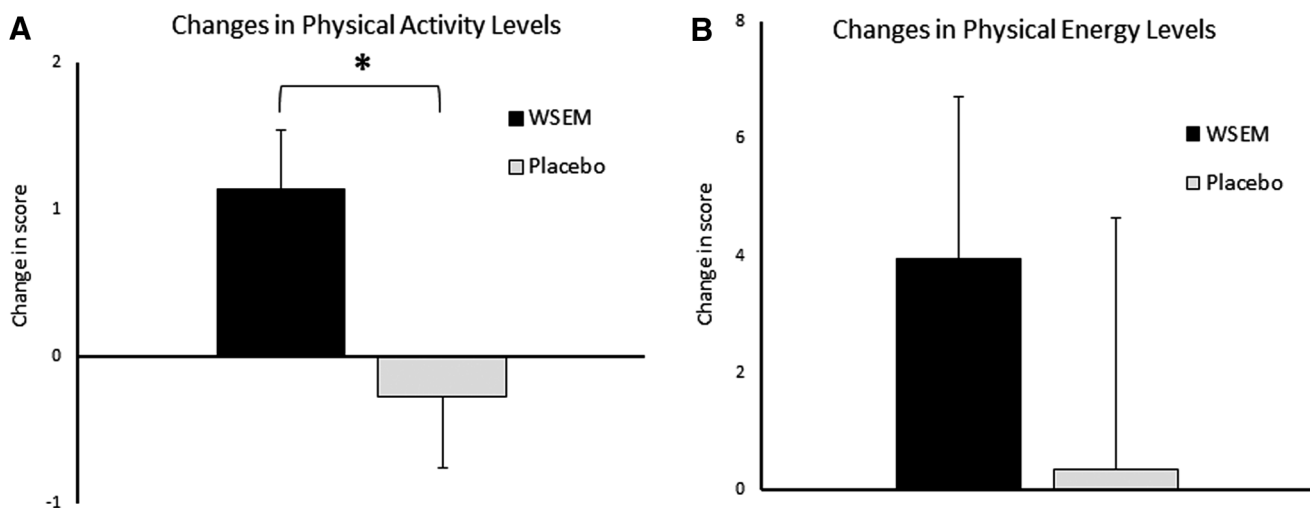 A
Changes in Physical Activity Levels
*
2
1
0
-1
Change in score
WSEM
Placebo
B
Changes in Physical Energy Levels
8
6
4
2
0
Change in score
WSEM
Placebo